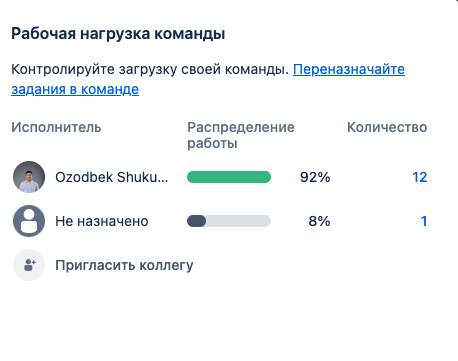 Рабочая нагрузка команды
Контролируйте загрузку своей команды. Переназначайте
задания в команде
Исполнитель Распределение Количество
работы
Ozodbek Shuku... 92% 12
Не назначено 8% 1
Пригласить коллегу